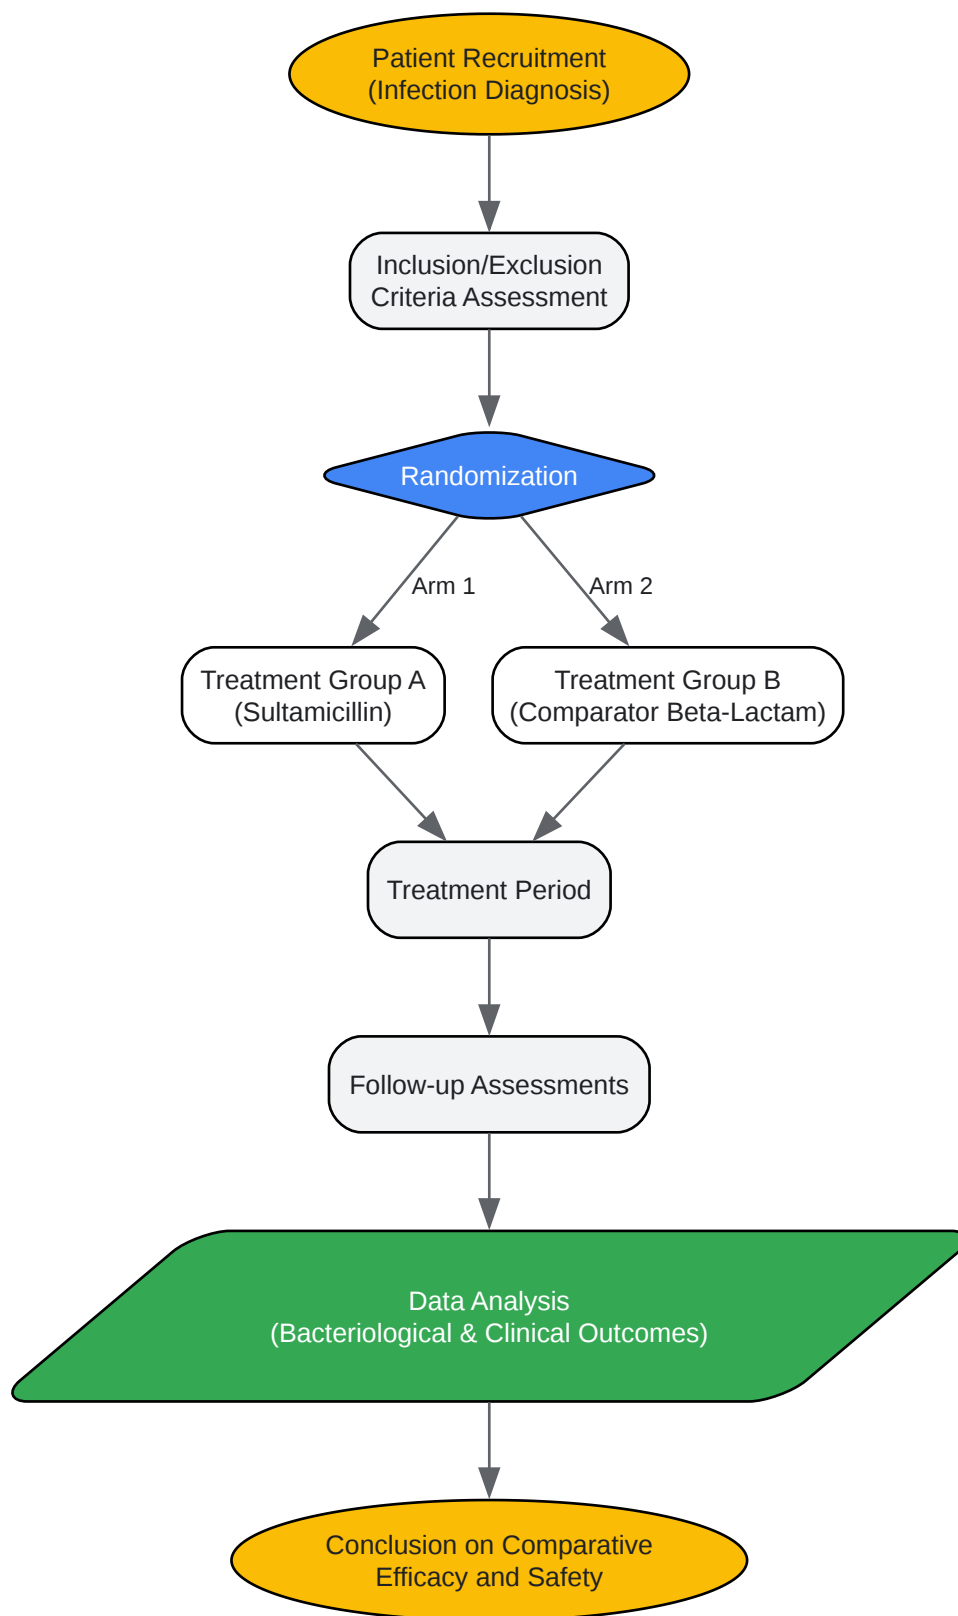 Patient Recruitment
(Infection Diagnosis)
Inclusion/Exclusion
Criteria Assessment
Randomization
Arm 1
Arm 2
Treatment Group A
(Sultamicillin)
Treatment Group B
(Comparator Beta-Lactam)
Treatment Period
Follow-up Assessments
Data Analysis
(Bacteriological & Clinical Outcomes)
Conclusion on Comparative
Efficacy and Safety